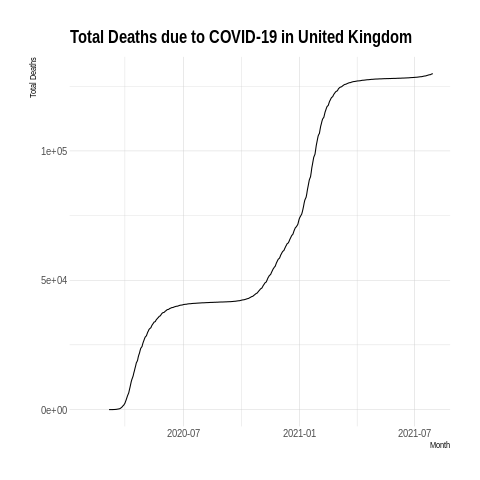 Total Deaths due to COVID-19 in United Kingdom
Total Deaths
1e+05
5e+04
0e+00
2020-07
2021-01
2021-07
Month